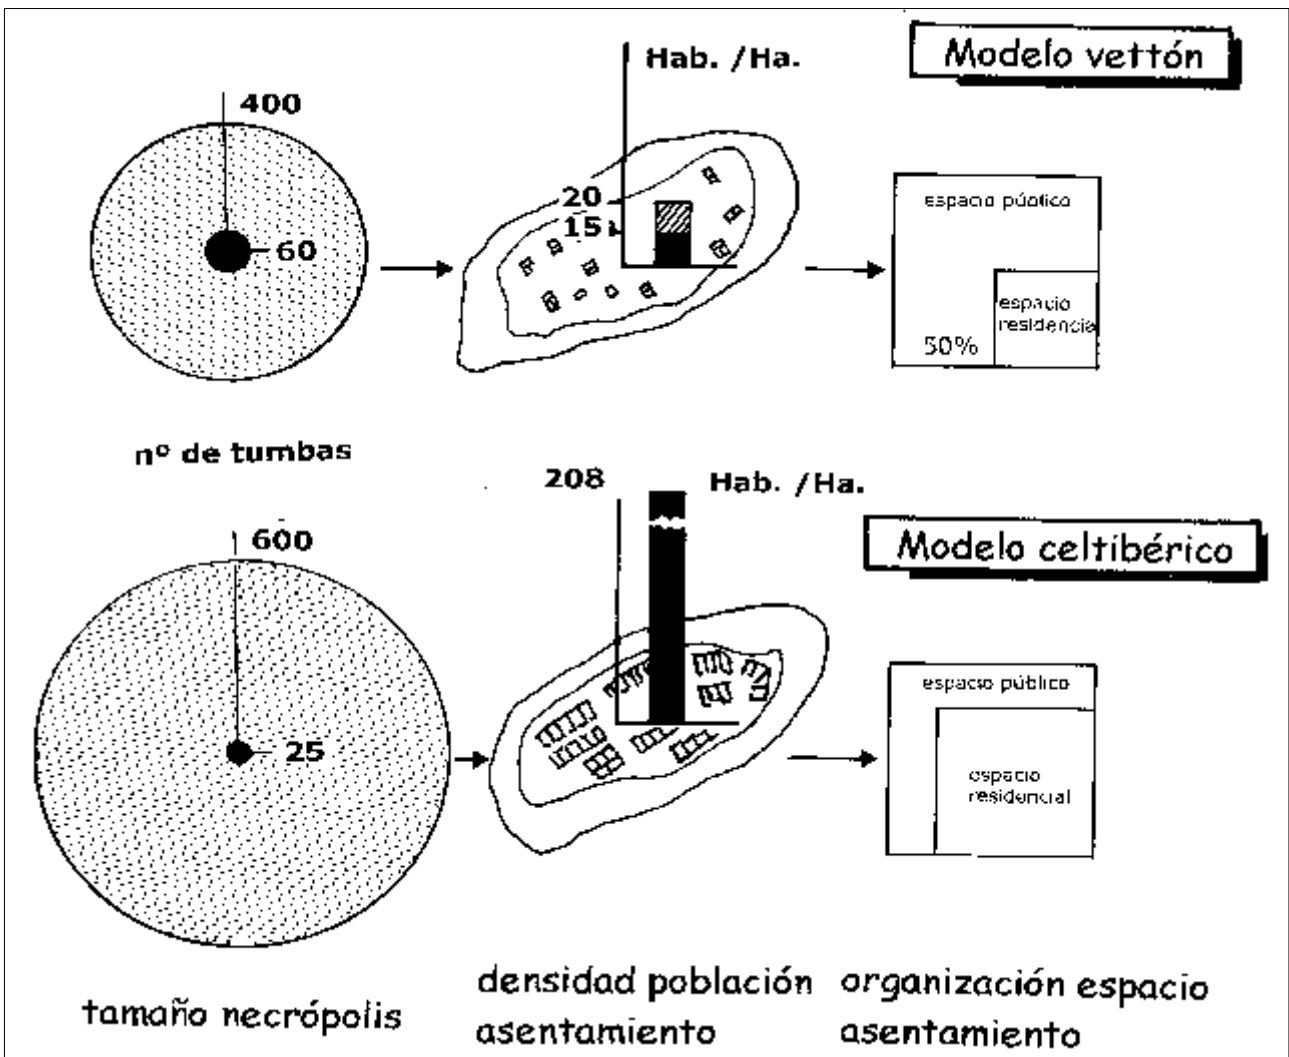 Modelo vettón
Hab. /Ha.
400
60
20
15
espacio público
espacio
residencia
50%
nº de tumbas
208
Hab. /Ha.
Modelo celtibérico
600
25
espacio público
espacio
residencial
tamaño necrópolis
densidad población
asentamiento
organización espacio
asentamiento